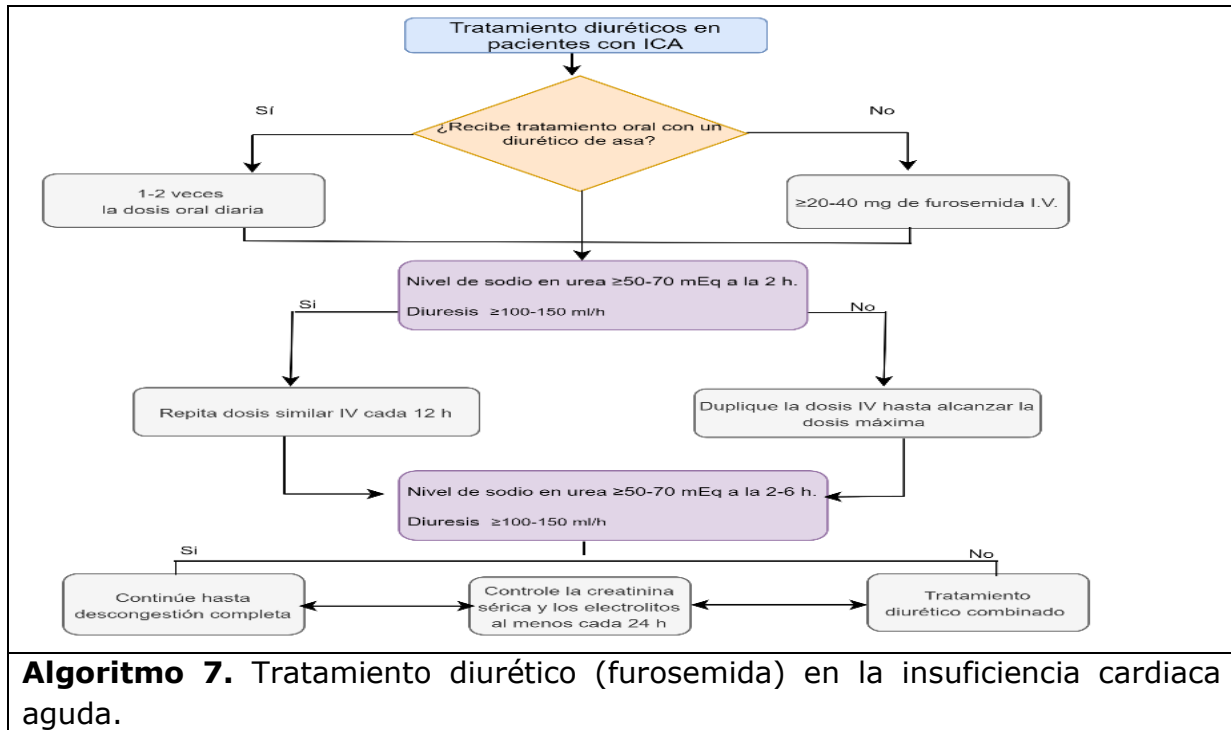 Tratamiento diuréticos en
pacientes con ICA
Sí
No
¿Recibe tratamiento oral con un
diurético de asa?
1-2 veces
la dosis oral diaria
≥20-40 mg de furosemida I.V.
Nivel de sodio en urea ≥50-70 mEq a la 2 h.
Diuresis ≥100-150 ml/h
Si
No
Repita dosis similar IV cada 12 h
Duplique la dosis IV hasta alcanzar la
dosis máxima
Nivel de sodio en urea ≥50-70 mEq a la 2-6 h.
Diuresis ≥100-150 ml/h
Si
No
Continúe hasta
descongestión completa
Controle la creatinina
sérica y los electrolitos
al menos cada 24 h
Tratamiento
diurético combinado
Algoritmo 7. Tratamiento diurético (furosemida) en la insuficiencia cardiaca
aguda.